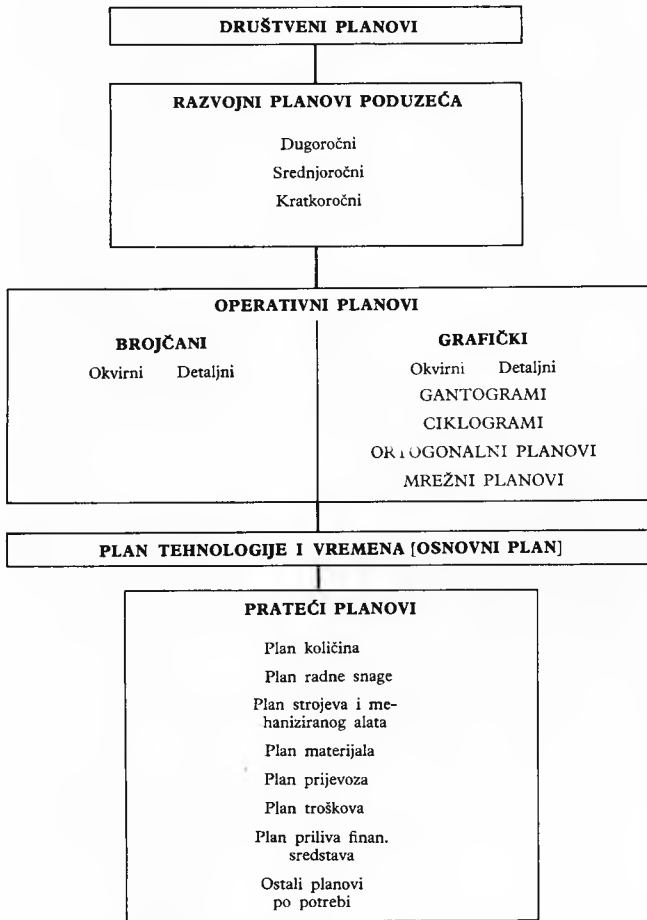 DRUŠTVENI PLANOVI
RAZVOJNI PLANOVI PODUZEĆA
Dugoročni
Srednjoročni
Kratkoročni
OPERATIVNI PLANOVI
BROJČANI
Okvirni Detaljni
GRAFIČKI
Okvirni Detaljni
GANTOGRAMI
CIKLOGRAMI
ORTOGONALNI PLANOVI
MREŽNI PLANOVI
PLAN TEHNOLOGIJE I VREMENA [OSNOVNI PLAN]
PRATEĆI PLANOVI
Plan količina
Plan radne snage
Plan strojeva i me-
haniziranog alata
Plan materijala
Plan prijevoza
Plan troškova
Plan priliva finan.
sredstava
Ostali planovi
po potrebi